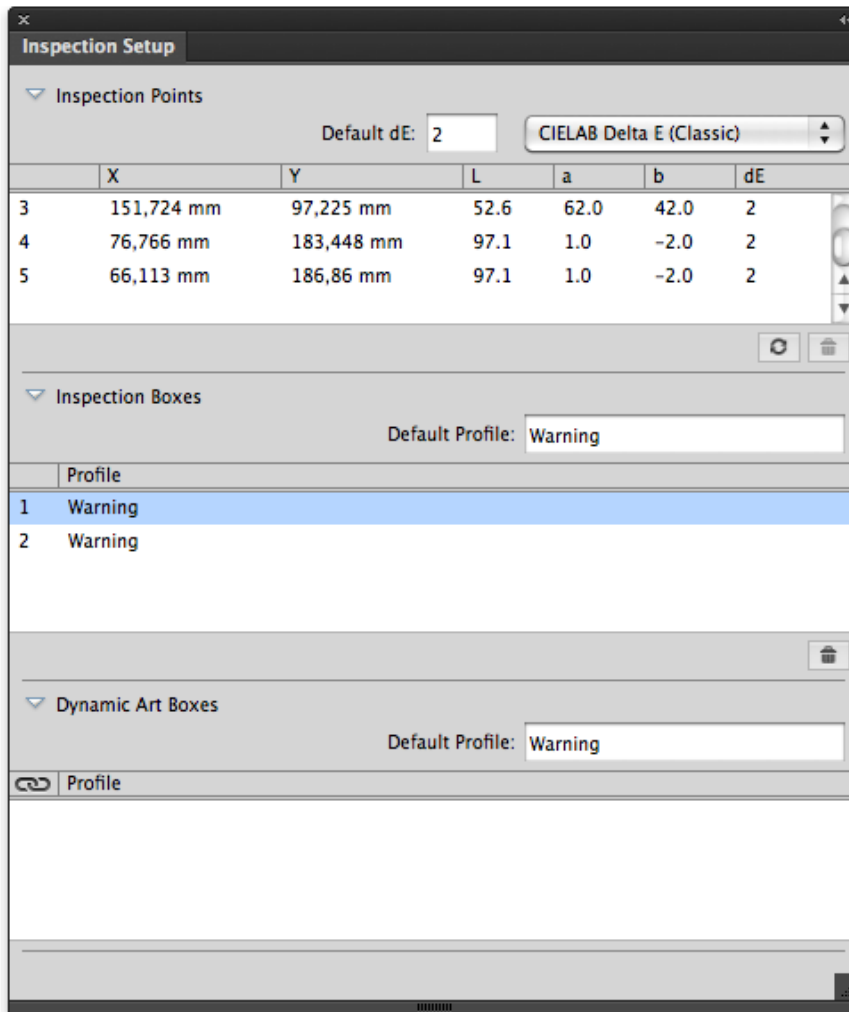 Inspection Setup
Inspection Points
Default dE: 2 CIELAB Delta E (Classic)
X Y L a b dE
3 151,724 mm 97,225 mm 52.6 62.0 42.0 2
4 76,766 mm 183,448 mm 97.1 1.0 -2.0 2
5 66,113 mm 186,86 mm 97.1 1.0 -2.0 2
Inspection Boxes
Default Profile: Warning
Profile
1 Warning
2 Warning
Dynamic Art Boxes
Default Profile: Warning
Profile